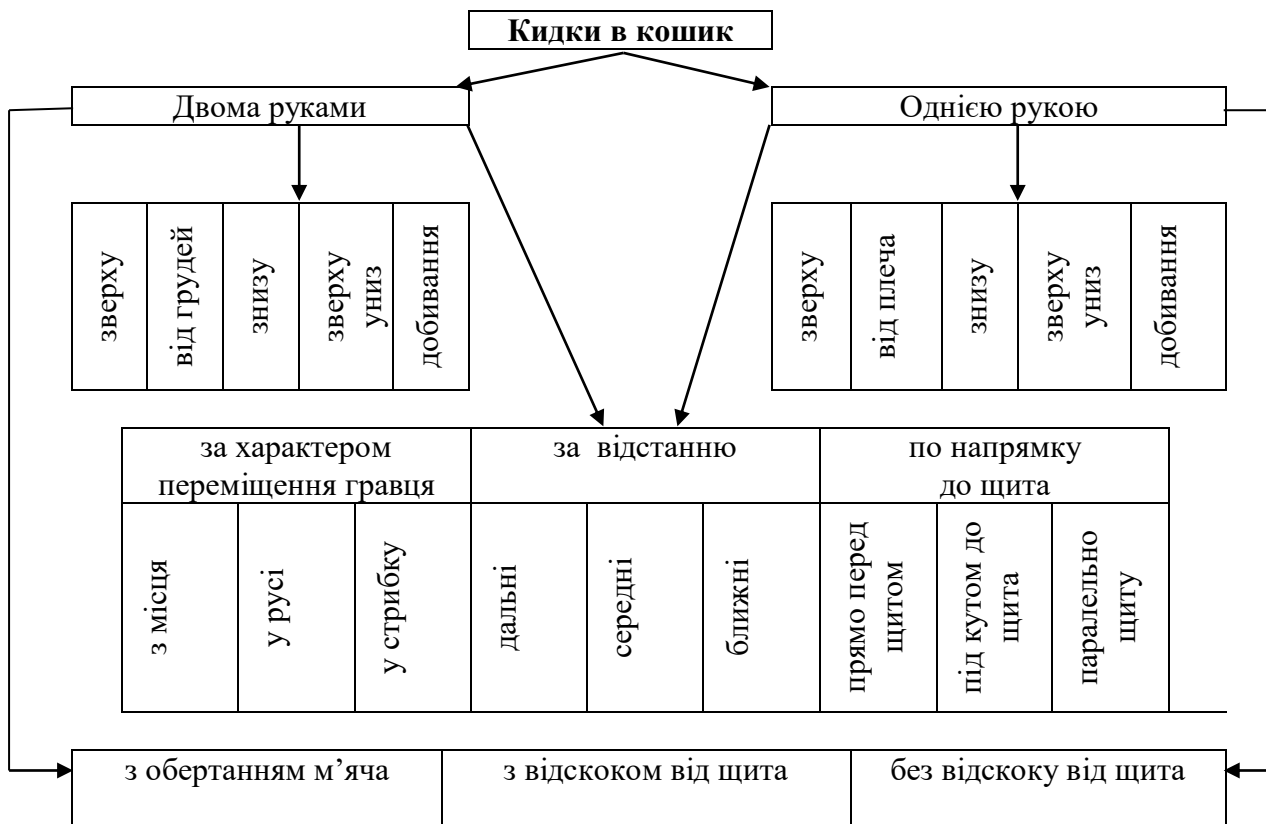 Кидки в кошик
Двома руками
Однією рукою
зверху
від грудей
знизу
зверху
униз
добивання
зверху
від плеча
знизу
зверху
униз
добивання
за характером
переміщення гравця
за відстанню
по напрямку
до щита
з місця
у русі
у стрибку
дальні
середні
ближні
прямо перед
щитом
під кутом до
щита
паралельно
щиту
з обертанням м’яча
з відскоком від щита
без відскоку від щита